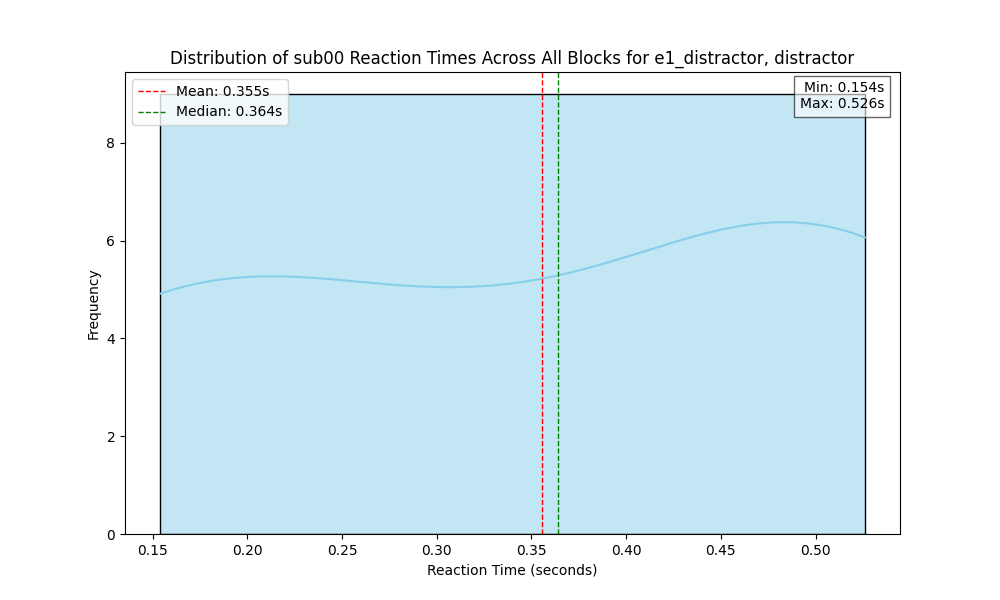 Distribution of sub00 Reaction Times Across All Blocks for e1_distractor, distractor
Mean: 0.355s
Median: 0.364s
Min: 0.154s
Max: 0.526s
Frequency
8
6
4
2
0
0.15 0.20 0.25 0.30 0.35 0.40 0.45 0.50
Reaction Time (seconds)